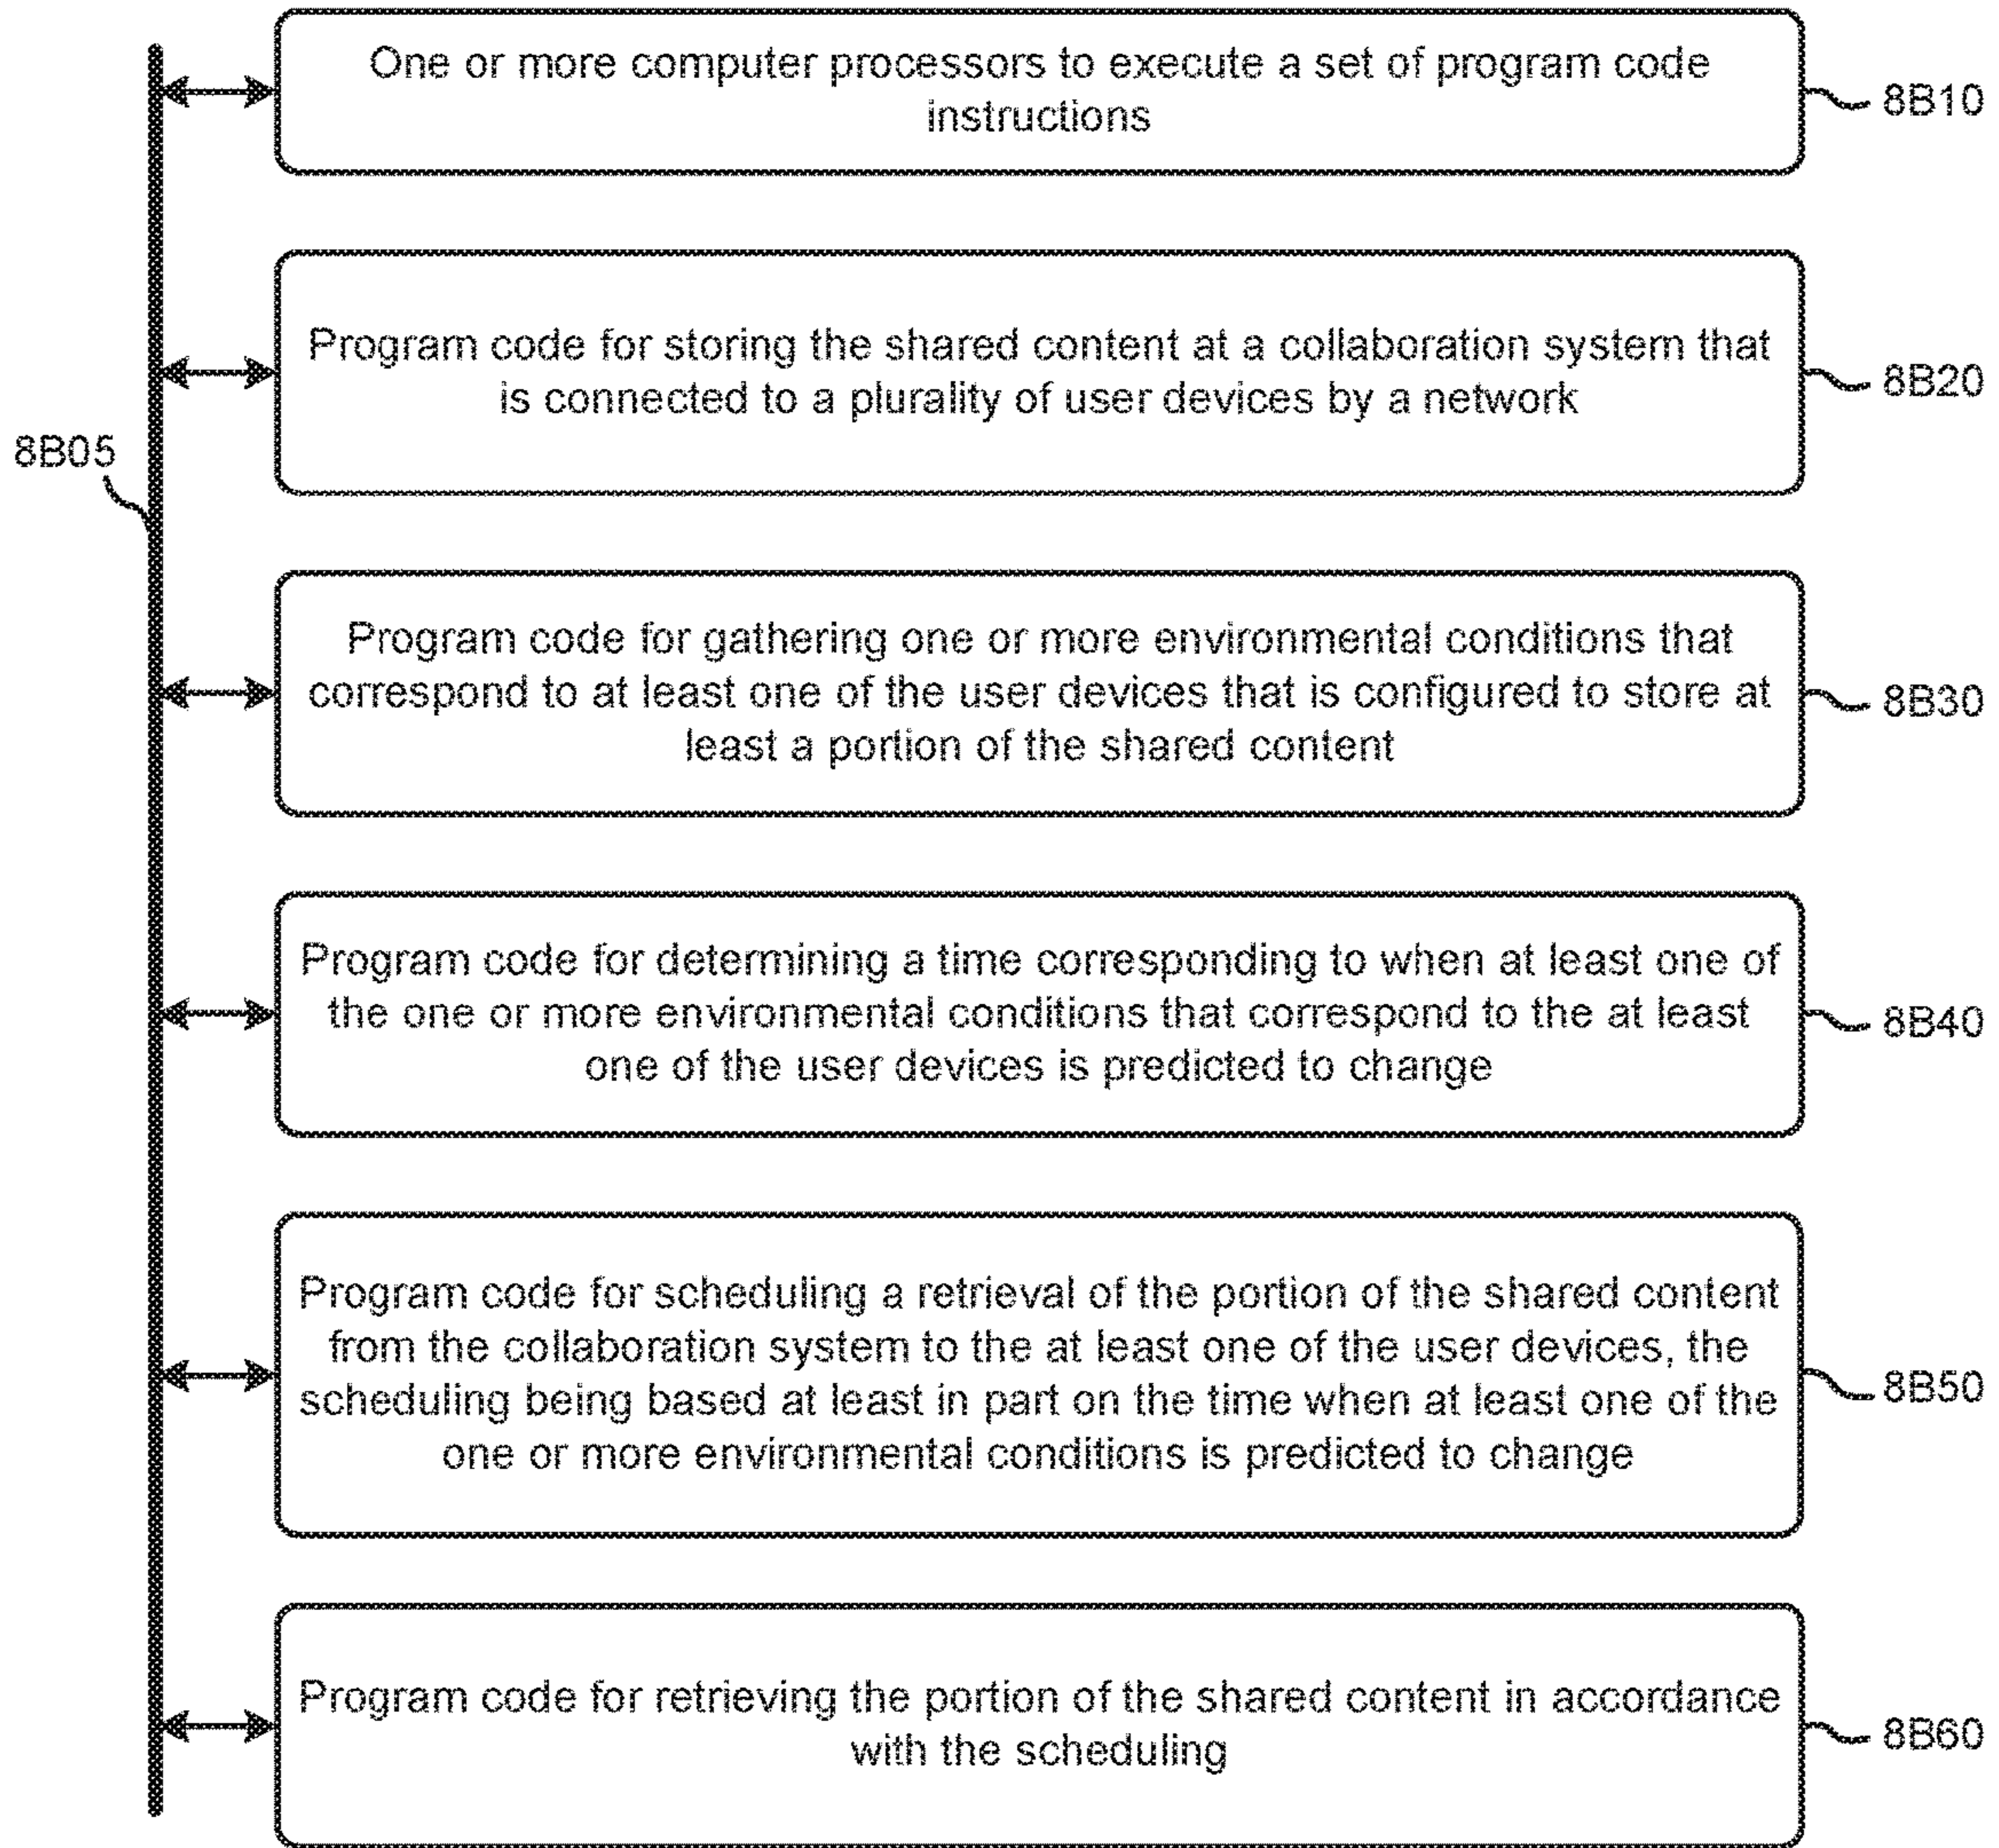 One or more computer processors to execute a set of program code
instructions
8B10
Program code for storing the shared content at a collaboration system that
is connected to a plurality of user devices by a network
8B20
8B05
Program code for gathering one or more environmental conditions that
correspond to at least one of the user devices that is configured to store at
least a portion of the shared content
8B30
Program code for determining a time corresponding to when at least one of
the one or more environmental conditions that correspond to the at least
one of the user devices is predicted to change
8B40
Program code for scheduling a retrieval of the portion of the shared content
from the collaboration system to the at least one of the user devices, the
scheduling being based at least in part on the time when at least one of the
one or more environmental conditions is predicted to change
8B50
Program code for retrieving the portion of the shared content in accordance
with the scheduling
8B60